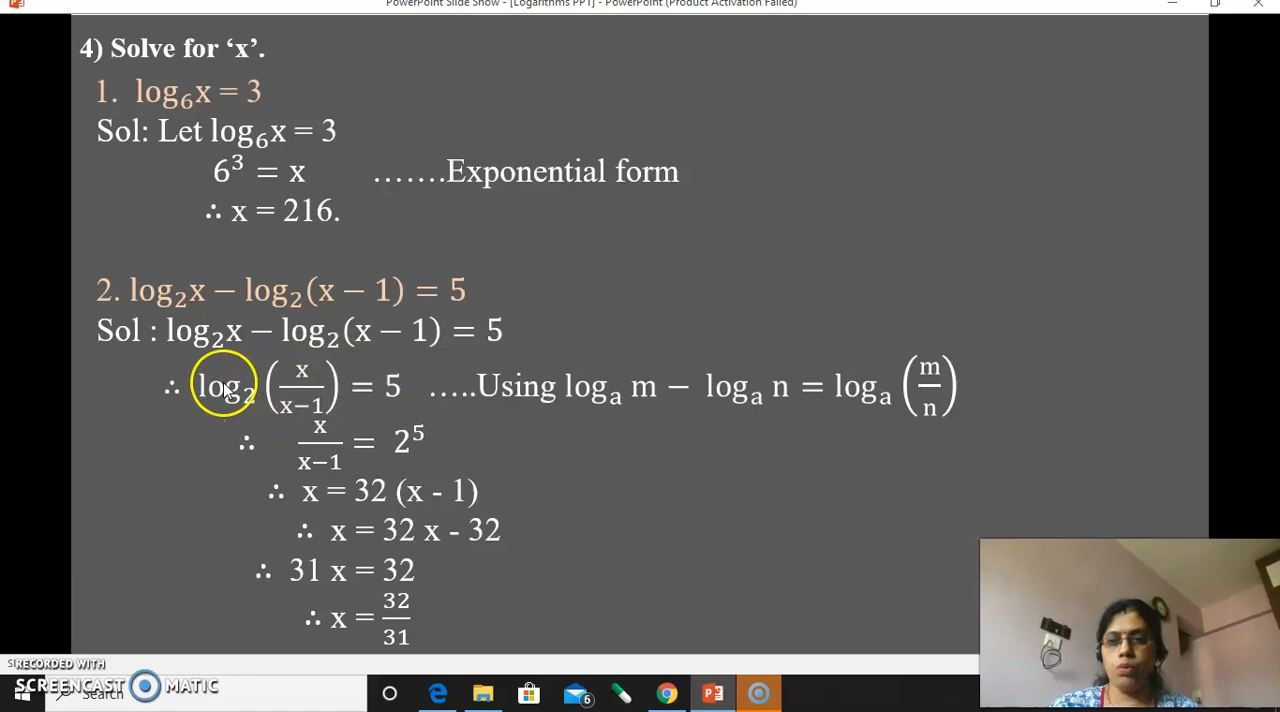 PowerPoint Slide Show - [Logarithms PPT] - PowerPoint (Product Activation Failed)
4) Solve for ‘x’.
1. log₆x = 3
Sol: Let log₆x = 3
6³ = x .......Exponential form
∴ x = 216.
2. log₂x − log₂(x − 1) = 5
Sol : log₂x − log₂(x − 1) = 5
∴ log₂ (x/(x−1)) = 5 .....Using logₐ m − logₐ n = logₐ (m/n)
∴ x/(x−1) = 2⁵
∴ x = 32 (x - 1)
∴ x = 32 x - 32
∴ 31 x = 32
∴ x = 32/31
RECORDED WITH
SCREENCAST MATIC
Search
6